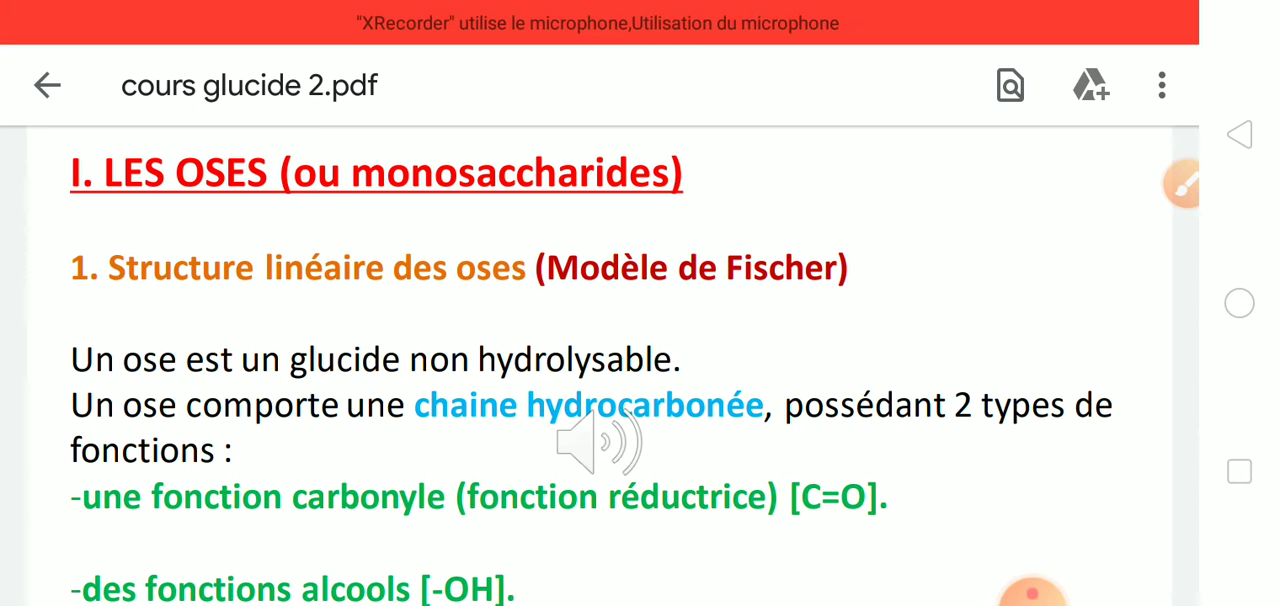 "XRecorder" utilise le microphone,Utilisation du microphone
cours glucide 2.pdf
I. LES OSES (ou monosaccharides)
1. Structure linéaire des oses (Modèle de Fischer)
Un ose est un glucide non hydrolysable.
Un ose comporte une chaine hydrocarbonée, possédant 2 types de
fonctions :
-une fonction carbonyle (fonction réductrice) [C=O].
-des fonctions alcools [-OH].